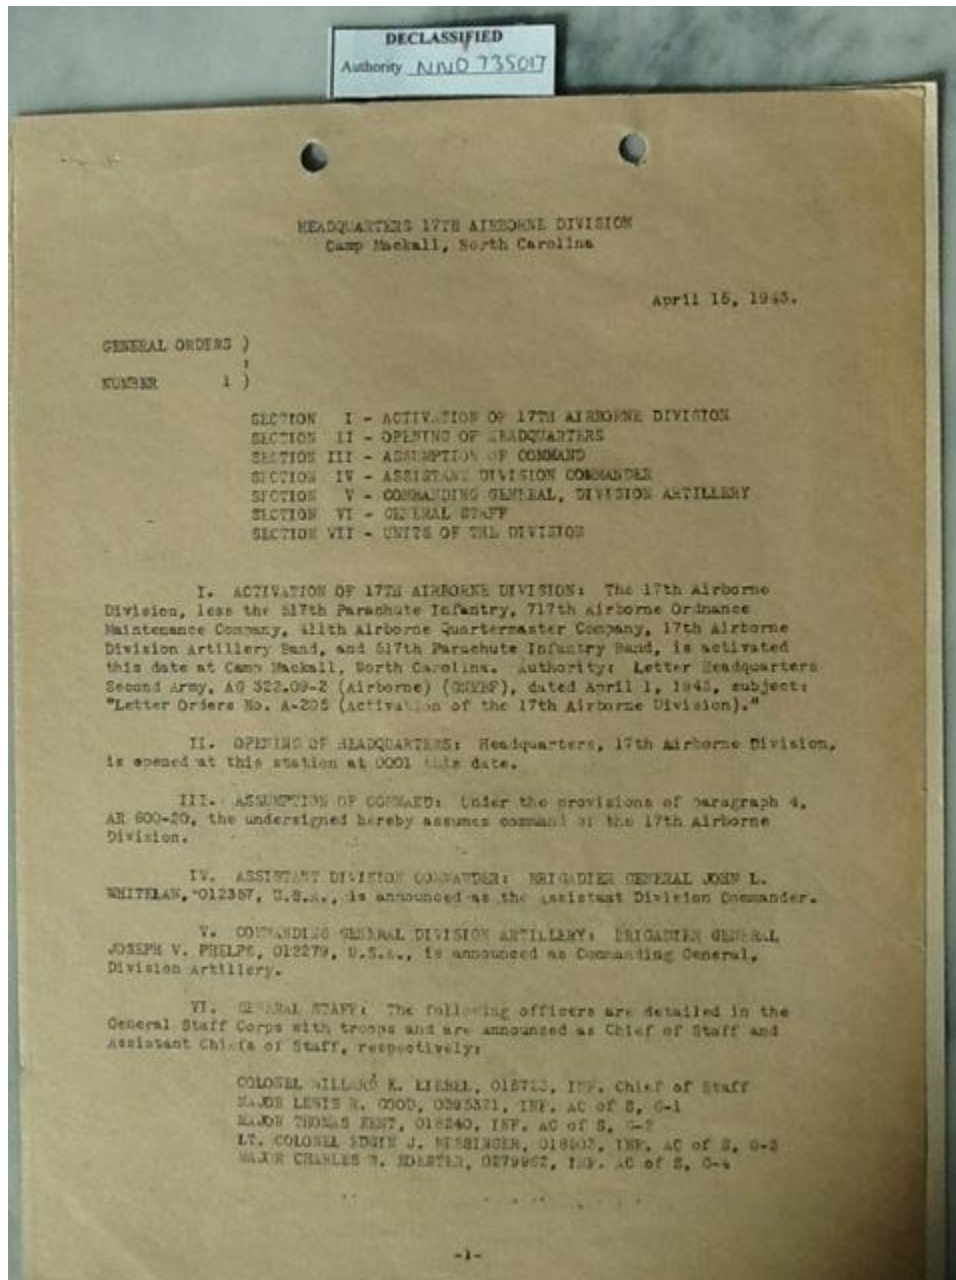 DECLASSIFIED
Authority NND 735017
HEADQUARTERS 17TH AIRBORNE DIVISION
Camp Mackall, North Carolina
April 15, 1943.
GENERAL ORDERS )
:
NUMBER 1 )
SECTION I - ACTIVATION OF 17TH AIRBORNE DIVISION
SECTION II - OPENING OF HEADQUARTERS
SECTION III - ASSUMPTION OF COMMAND
SECTION IV - ASSISTANT DIVISION COMMANDER
SECTION V - COMMANDING GENERAL, DIVISION ARTILLERY
SECTION VI - GENERAL STAFF
SECTION VII - UNITS OF THE DIVISION
I. ACTIVATION OF 17TH AIRBORNE DIVISION: The 17th Airborne
Division, less the 517th Parachute Infantry, 717th Airborne Ordnance
Maintenance Company, 411th Airborne Quartermaster Company, 17th Airborne
Division Artillery Band, and 517th Parachute Infantry Band, is activated
this date at Camp Mackall, North Carolina. Authority: Letter Headquarters
Second Army, AG 322.09-2 (Airborne) dated April 1, 1943, subject:
"Letter Orders No. A-205 (Activation of the 17th Airborne Division)."
II. OPENING OF HEADQUARTERS: Headquarters, 17th Airborne Division,
is opened at this station at 0001 this date.
III. ASSUMPTION OF COMMAND: Under the provisions of paragraph 4,
AR 600-20, the undersigned hereby assumes command of the 17th Airborne
Division.
IV. ASSISTANT DIVISION COMMANDER: BRIGADIER GENERAL JOHN L.
WHITELAW, O12357, U.S.A., is announced as the Assistant Division Commander.
V. COMMANDING GENERAL DIVISION ARTILLERY: BRIGADIER GENERAL
JOSEPH V. PHELPS, O12279, U.S.A., is announced as Commanding General,
Division Artillery.
VI. GENERAL STAFF: The following officers are detailed in the
General Staff Corps with troops and are announced as Chief of Staff and
Assistant Chiefs of Staff, respectively:
COLONEL WILLARD K. LIEBEL, INF. Chief of Staff
MAJOR LEWIS R. GOOD, O395321, INF. AC of S, G-1
MAJOR THOMAS KENT, O18240, INF. AC of S, G-2
LT. COLONEL EDWIN J. MESSINGER, INF. AC of S, G-3
MAJOR CHARLES INF. AC of S, G-4
-1-